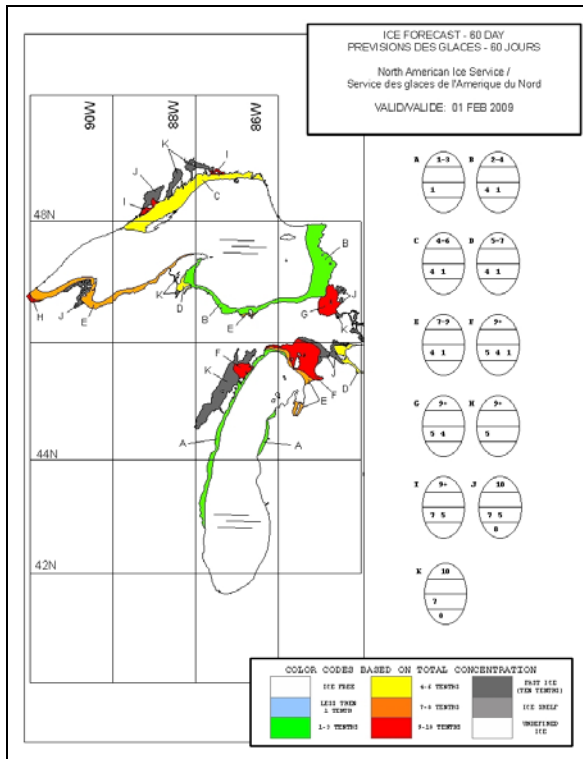 ICE FORECAST - 60 DAY
PREVISIONS DES GLACES - 60 JOURS
North American Ice Service /
Service des glaces de l'Amerique du Nord
VALID/VALIDE: 01 FEB 2009
W06
W88
W98
K
I
J
I
C
48N
B
K
D
J
H
J
E
B
E
G
J
K
F
K
J
D
F
E
A
A
44N
42N
A 1-3
1
B 2-4
4 1
C 4-6
4 1
D 5-7
4 1
E 7-9
4 1
F 9+
5 4 1
G 9+
5 4
H 9+
5
I 9+
7 5
J 10
7 5
8
K 10
7
8
COLOR CODES BASED ON TOTAL CONCENTRATION
ICE FREE
LESS THEN
1 TENTH
1-3 TENTHS
4-6 TENTHS
7-8 TENTHS
9-10 TENTHS
FAST ICE
(TEN TENTHS)
ICE SHELF
UNDEFINED
ICE